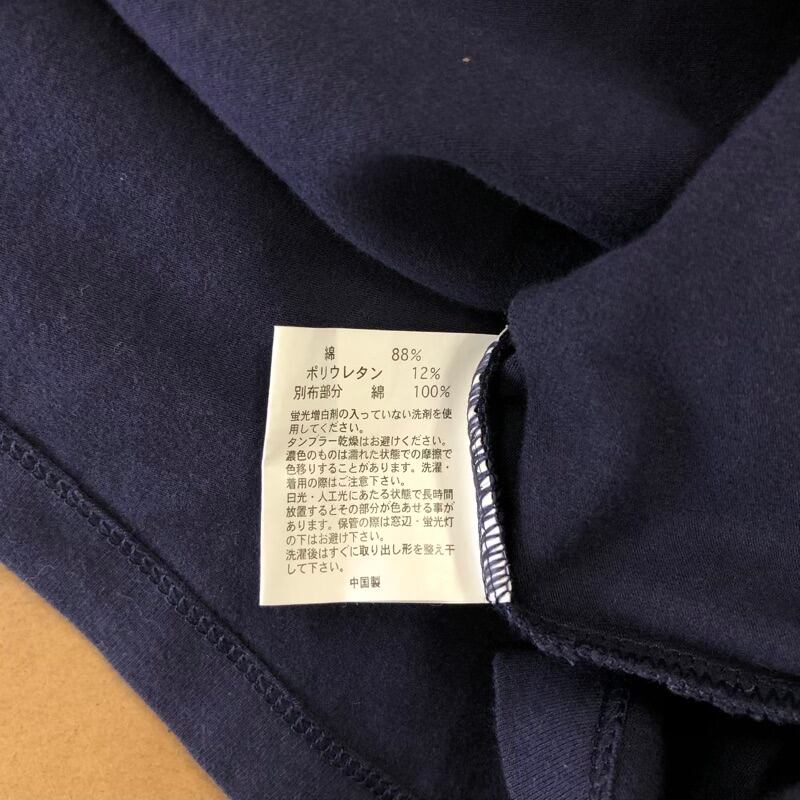 綿 88%
ポリウレタン 12%
別布部分 綿 100%
蛍光増白剤の入っていない洗剤を使
用してください。
タンブラー乾燥はお避けください。
濃色のものは濡れた状態での摩擦で
色移りすることがあります。洗濯・
着用の際はご注意下さい。
日光・人工光にあたる状態で長時間
放置するとその部分が色あせる事が
あります。保管の際は窓辺・蛍光灯
の下はお避け下さい。
洗濯後はすぐに取り出し形を整え干
して下さい。
中国製